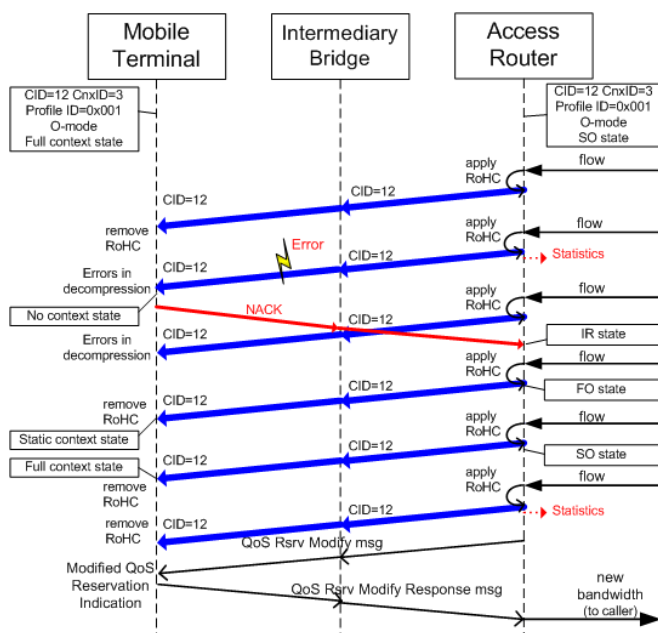 Mobile
Terminal
Intermediary
Bridge
Access
Router
CID=12 CnxID=3
Profile ID=0x001
O-mode
Full context state
CID=12 CnxID=3
Profile ID=0x001
O-mode
SO state
apply
RoHC
flow
CID=12
CID=12
remove
RoHC
apply
RoHC
flow
Error
CID=12
CID=12
Statistics
Errors in
decompression
No context state
NACK
apply
RoHC
flow
CID=12
CID=12
IR state
Errors in
decompression
apply
RoHC
flow
CID=12
CID=12
FO state
remove
RoHC
Static context state
apply
RoHC
flow
CID=12
CID=12
SO state
Full context state
remove
RoHC
apply
RoHC
flow
CID=12
CID=12
Statistics
remove
RoHC
QoS Rsrv Modify msg
Modified QoS
Reservation
Indication
QoS Rsrv Modify Response msg
new
bandwidth
(to caller)